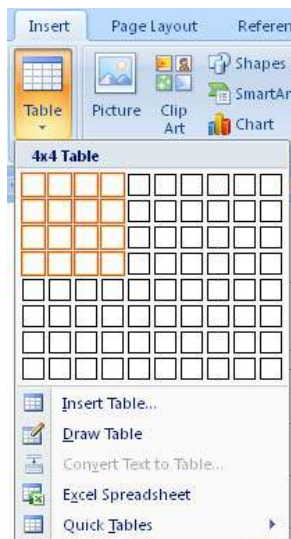 Insert Page Layout Referen
Table
Picture
Clip
Art
Shapes
SmartAr
Chart
4x4 Table
Insert Table...
Draw Table
Convert Text to Table...
Excel Spreadsheet
Quick Tables